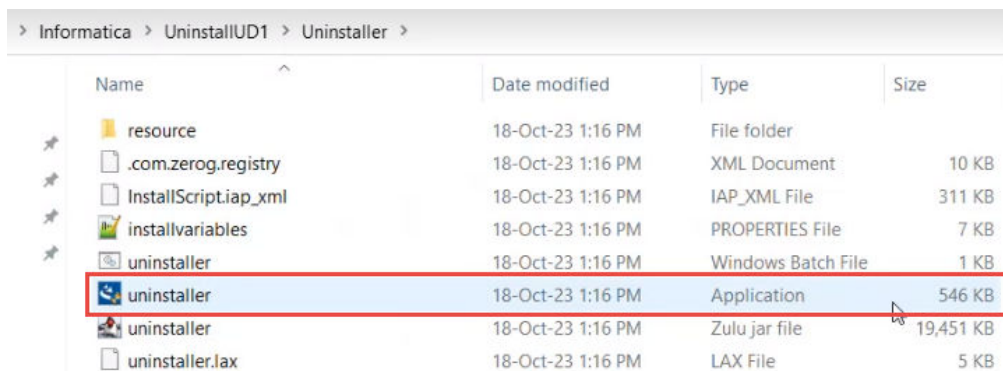 > Informatica > UninstallUD1 > Uninstaller >
Name Date modified Type Size
resource 18-Oct-23 1:16 PM File folder
.com.zerog.registry 18-Oct-23 1:16 PM XML Document 10 KB
InstallScript.iap_xml 18-Oct-23 1:16 PM IAP_XML File 311 KB
installvariables 18-Oct-23 1:16 PM PROPERTIES File 7 KB
uninstaller 18-Oct-23 1:16 PM Windows Batch File 1 KB
uninstaller 18-Oct-23 1:16 PM Application 546 KB
uninstaller 18-Oct-23 1:16 PM Zulu jar file 19,451 KB
uninstaller.lax 18-Oct-23 1:16 PM LAX File 5 KB